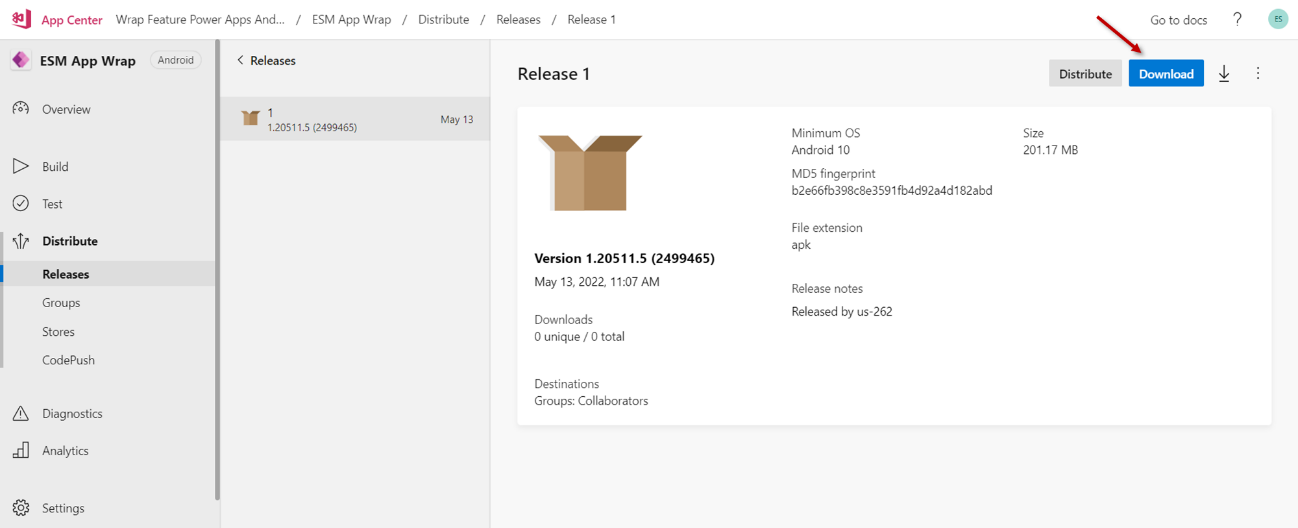 App Center Wrap Feature Power Apps And... / ESM App Wrap / Distribute / Releases / Release 1 Go to docs ? ES
ESM App Wrap Android
Overview
Build
Test
Distribute
Releases
Groups
Stores
CodePush
Diagnostics
Analytics
Settings
Releases
1
1.20511.5 (2499465)
May 13
Release 1
Distribute Download
Version 1.20511.5 (2499465)
May 13, 2022, 11:07 AM
Downloads
0 unique / 0 total
Destinations
Groups: Collaborators
Minimum OS
Android 10
MD5 fingerprint
b2e66fb398c8e3591fb4d92a4d182abd
File extension
apk
Release notes
Released by us-262
Size
201.17 MB